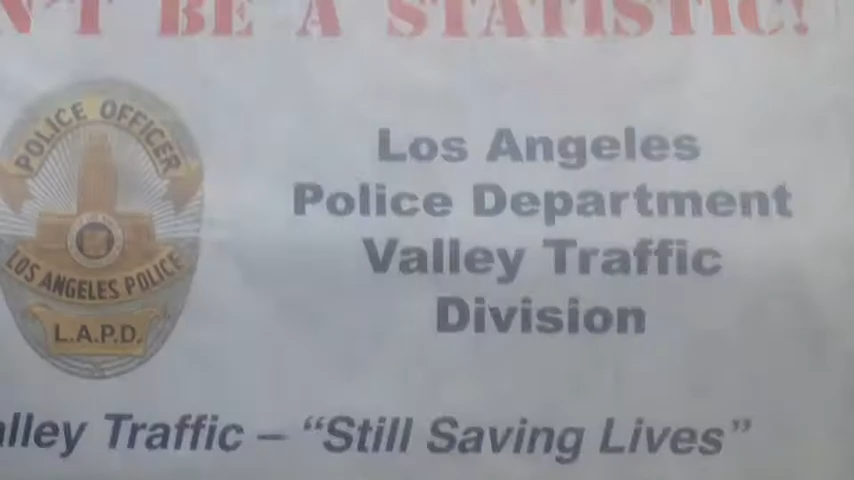 N'T BE A STATISTIC!
POLICE OFFICER
LOS ANGELES POLICE
L.A.P.D.
Los Angeles
Police Department
Valley Traffic
Division
alley Traffic – “Still Saving Lives”